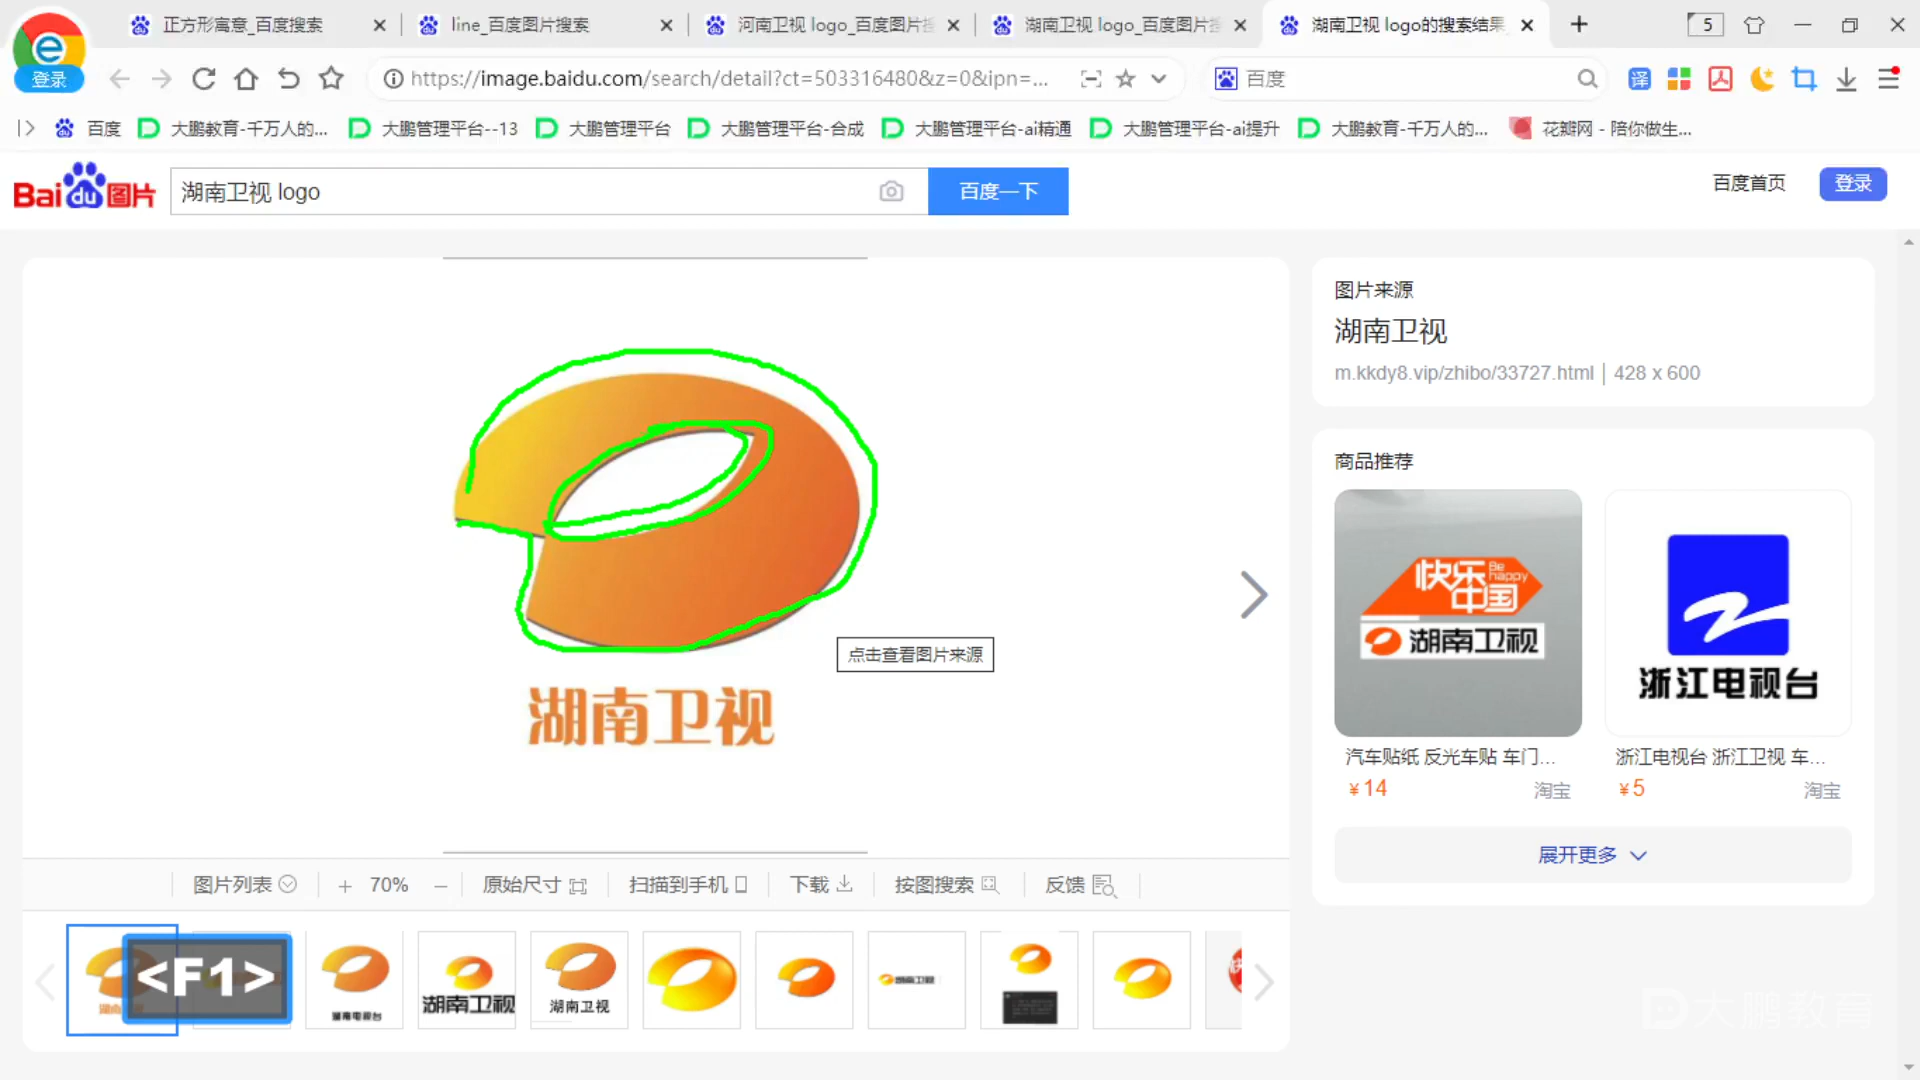 正方形寓意_百度搜索
line_百度图片搜索
河南卫视 logo_百度图片搜
湖南卫视 logo_百度图片搜
湖南卫视 logo的搜索结果
5
登录
https://image.baidu.com/search/detail?ct=503316480&z=0&ipn=...
百度
译
百度
大鹏教育-千万人的...
大鹏管理平台--13
大鹏管理平台
大鹏管理平台-合成
大鹏管理平台-ai精通
大鹏管理平台-ai提升
大鹏教育-千万人的...
花瓣网 - 陪你做生...
Bai du 图片
湖南卫视 logo
百度一下
百度首页
登录
图片来源
湖南卫视
m.kkdy8.vip/zhibo/33727.html | 428 x 600
点击查看图片来源
湖南卫视
商品推荐
快乐中国
Be happy
湖南卫视
浙江电视台
汽车贴纸 反光车贴 车门...
¥14
淘宝
浙江电视台 浙江卫视 车...
¥5
淘宝
展开更多
图片列表
70%
原始尺寸
扫描到手机
下载
按图搜索
反馈
<F1>
湖南电视台
湖南卫视
湖南卫视
大鹏教育